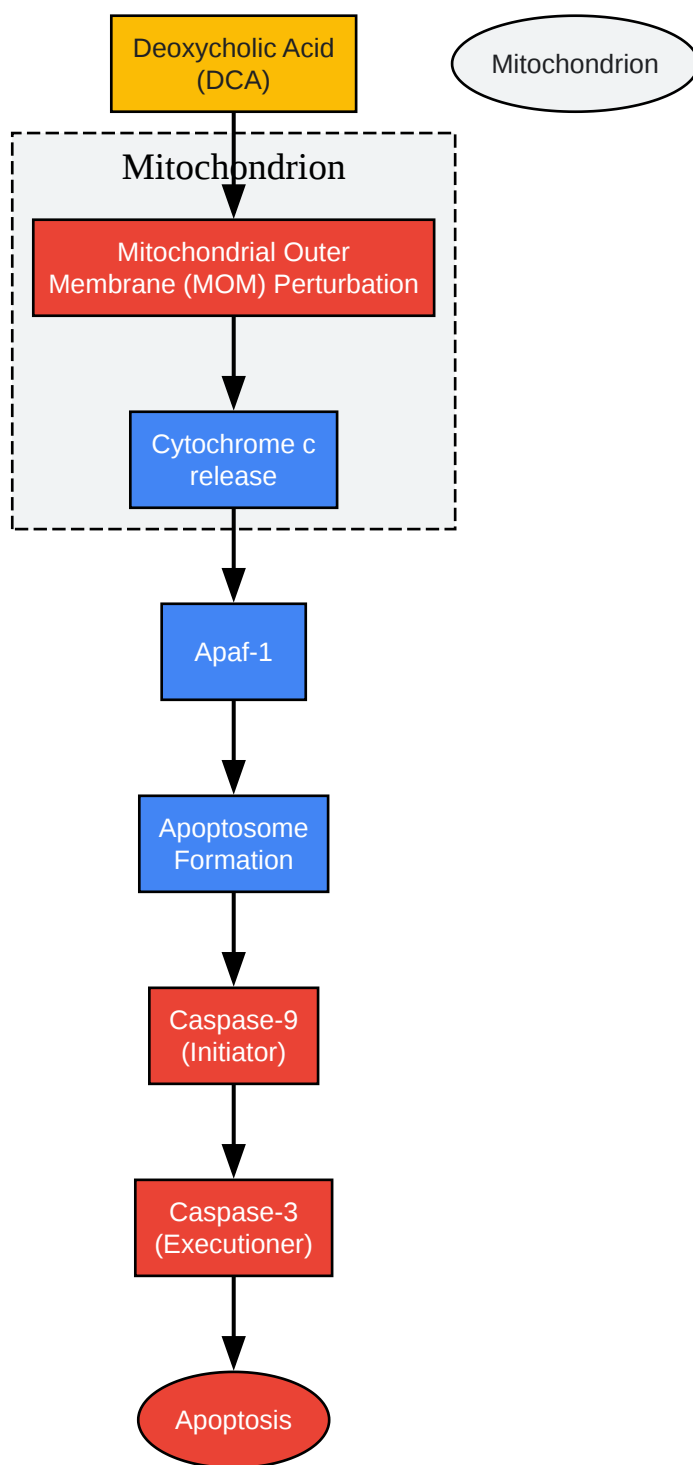 Deoxycholic Acid
(DCA)
Mitochondrion
Mitochondrion
Mitochondrial Outer
Membrane (MOM) Perturbation
Cytochrome c
release
Apaf-1
Apoptosome
Formation
Caspase-9
(Initiator)
Caspase-3
(Executioner)
Apoptosis